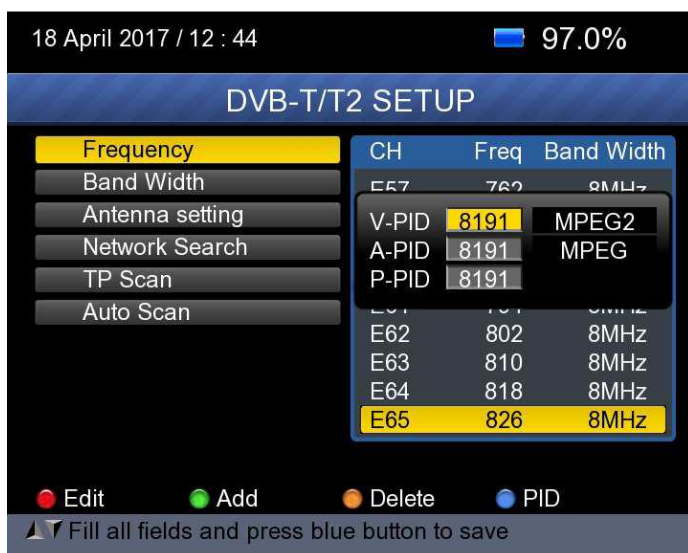 18 April 2017 / 12 : 44 97.0%
DVB-T/T2 SETUP
Frequency
Band Width
Antenna setting
Network Search
TP Scan
Auto Scan
CH Freq Band Width
E57 762 8MHz
V-PID 8191 MPEG2
A-PID 8191 MPEG
P-PID 8191
E62 802 8MHz
E63 810 8MHz
E64 818 8MHz
E65 826 8MHz
Edit Add Delete PID
Fill all fields and press blue button to save